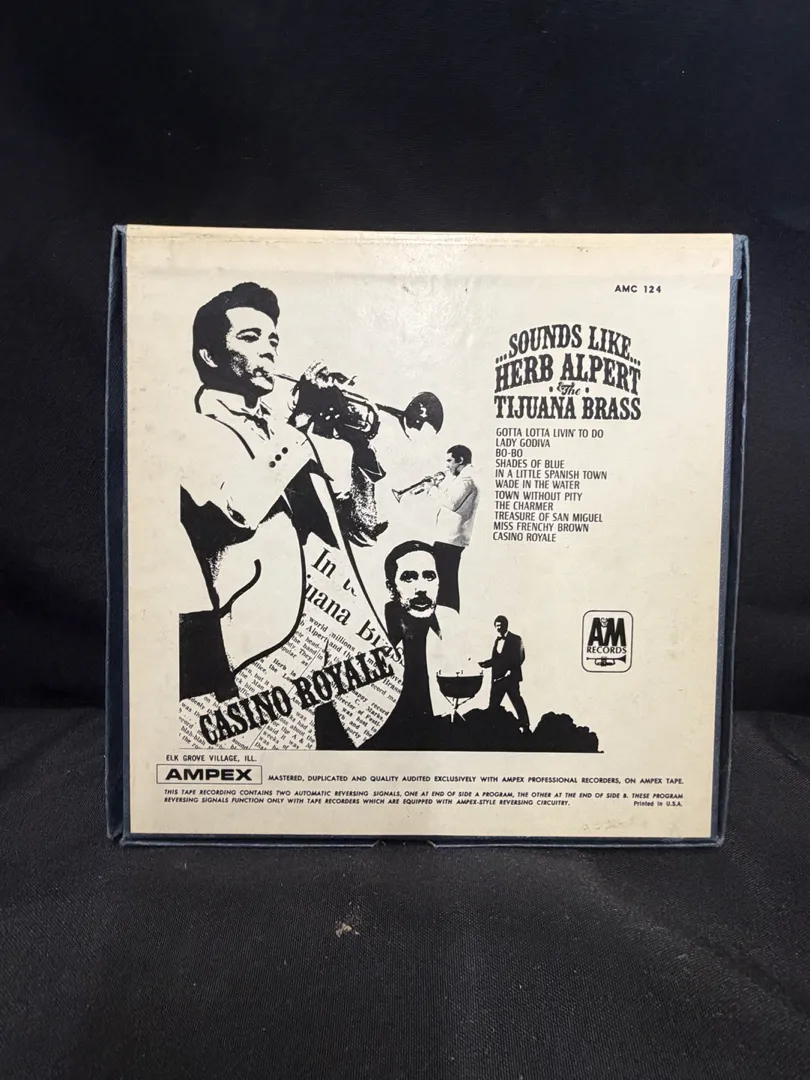 AMC 124
...SOUNDS LIKE...
HERB ALPERT
& The
TIJUANA BRASS
GOTTA LOTTA LIVIN' TO DO
LADY GODIVA
BO-BO
SHADES OF BLUE
IN A LITTLE SPANISH TOWN
WADE IN THE WATER
TOWN WITHOUT PITY
THE CHARMER
TREASURE OF SAN MIGUEL
MISS FRENCHY BROWN
CASINO ROYALE
In
juana Brass
world millions
CASINO ROYALE
A&M
RECORDS
ELK GROVE VILLAGE, ILL.
AMPEX MASTERED, DUPLICATED AND QUALITY AUDITED EXCLUSIVELY WITH AMPEX PROFESSIONAL RECORDERS, ON AMPEX TAPE.
THIS TAPE RECORDING CONTAINS TWO AUTOMATIC REVERSING SIGNALS, ONE AT END OF SIDE A PROGRAM, THE OTHER AT THE END OF SIDE B. THESE PROGRAM
REVERSING SIGNALS FUNCTION ONLY WITH TAPE RECORDERS WHICH ARE EQUIPPED WITH AMPEX-STYLE REVERSING CIRCUITRY. Printed in U.S.A.